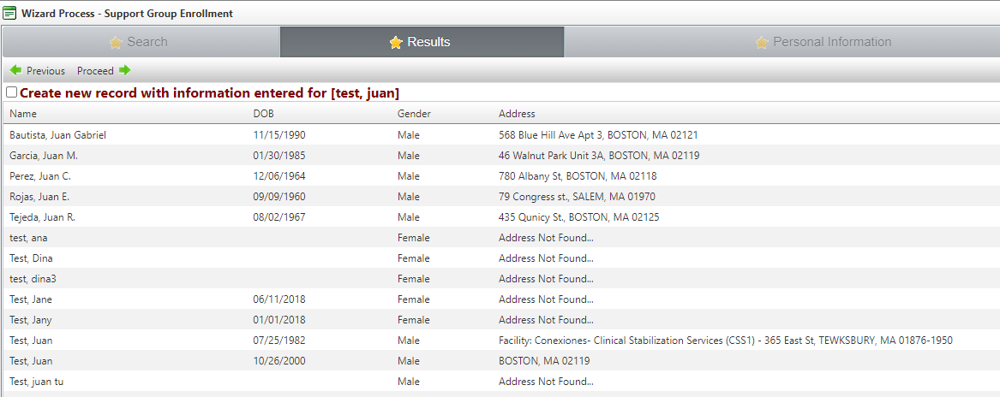 Wizard Process - Support Group Enrollment
Search Results Personal Information
Previous Proceed
Create new record with information entered for [test, juan]
Name DOB Gender Address
Bautista, Juan Gabriel 11/15/1990 Male 568 Blue Hill Ave Apt 3, BOSTON, MA 02121
Garcia, Juan M. 01/30/1985 Male 46 Walnut Park Unit 3A, BOSTON, MA 02119
Perez, Juan C. 12/06/1964 Male 780 Albany St, BOSTON, MA 02118
Rojas, Juan E. 09/09/1960 Male 79 Congress st., SALEM, MA 01970
Tejeda, Juan R. 08/02/1967 Male 435 Qunicy St., BOSTON, MA 02125
test, ana Female Address Not Found...
Test, Dina Female Address Not Found...
test, dina3 Female Address Not Found...
Test, Jane 06/11/2018 Female Address Not Found...
Test, Jany 01/01/2018 Female Address Not Found...
Test, Juan 07/25/1982 Male Facility: Conexiones- Clinical Stabilization Services (CSS1) - 365 East St, TEWKSBURY, MA 01876-1950
Test, Juan 10/26/2000 Male BOSTON, MA 02119
Test, juan tu Male Address Not Found...